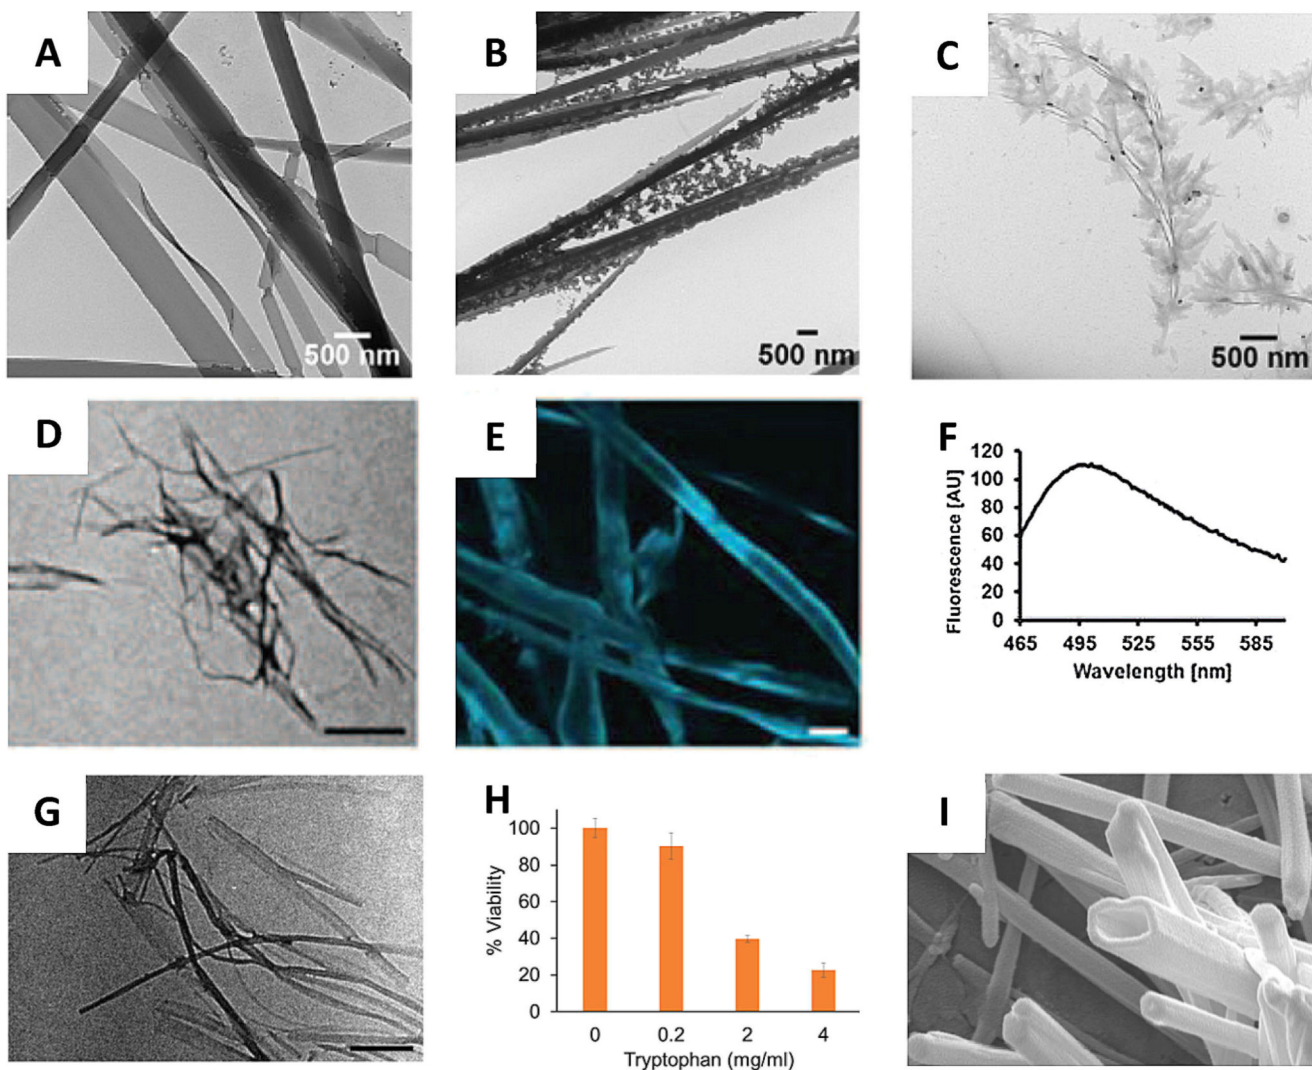 A
500 nm
B
500 nm
C
500 nm
D
E
F
Fluorescence [AU]
120
100
80
60
40
20
0
465 495 525 555 585
Wavelength [nm]
G
H
% Viability
100
80
60
40
20
0
0 0.2 2 4
Tryptophan (mg/ml)
I